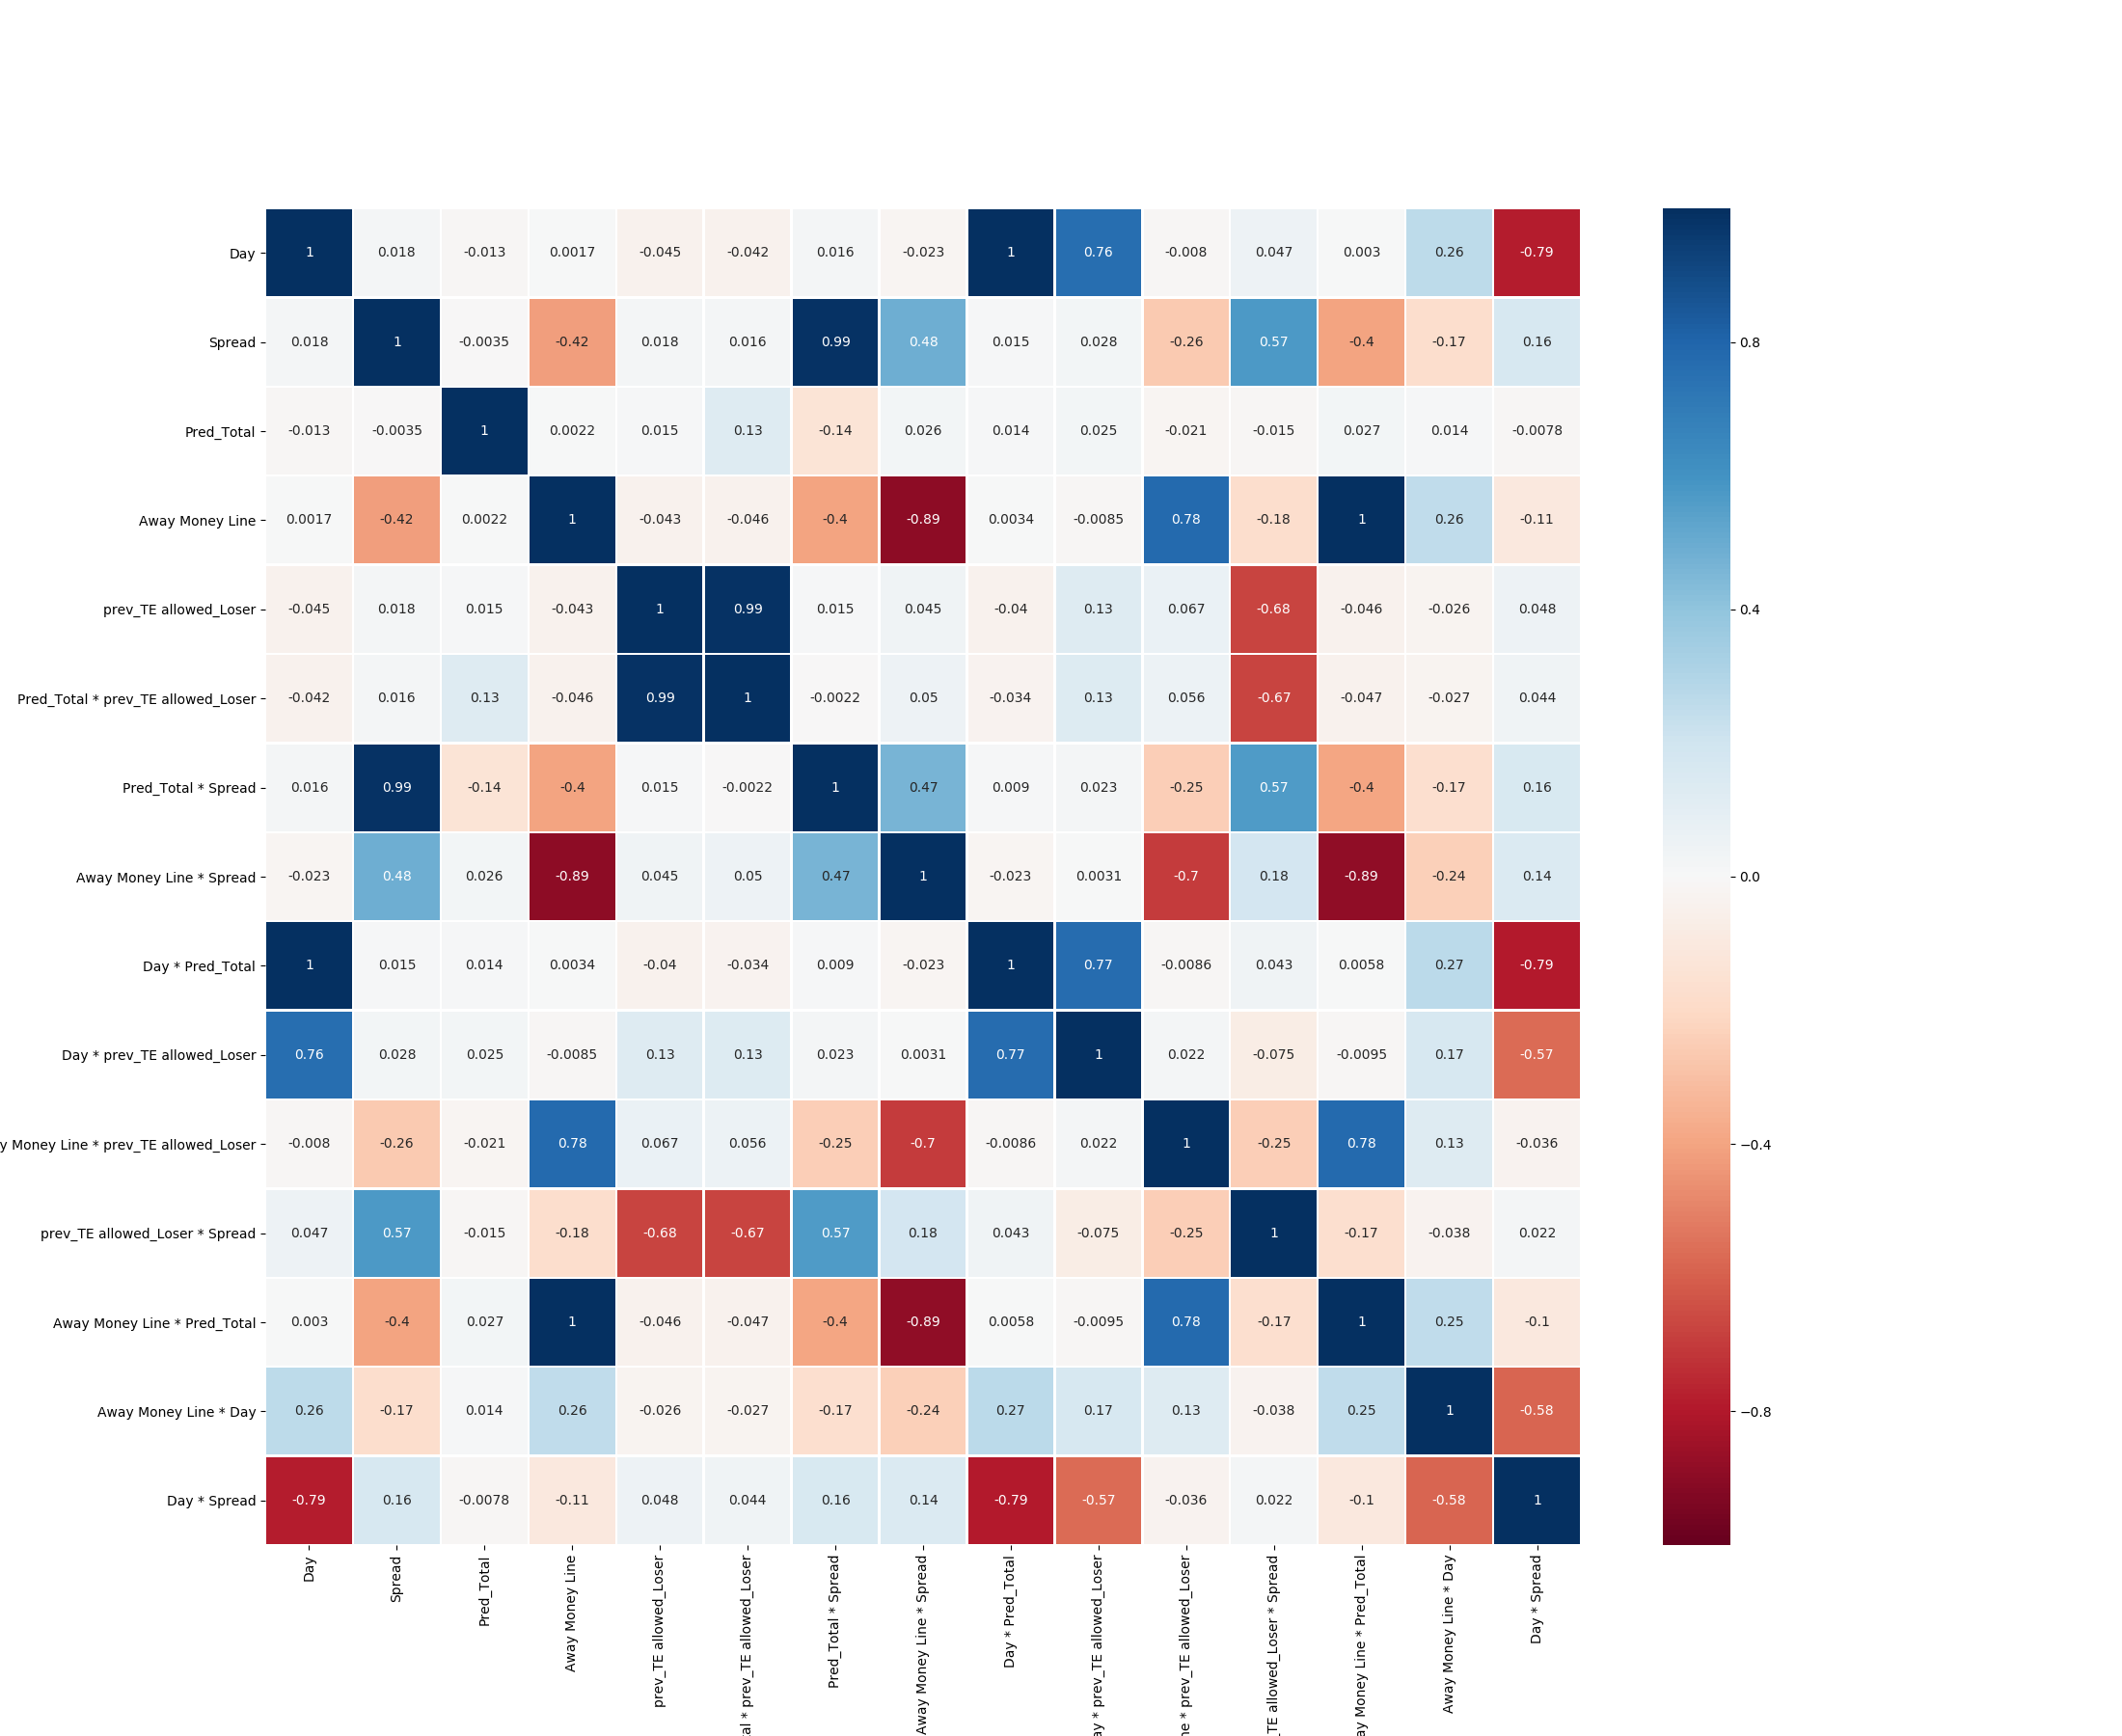 Day 1 0.018 -0.013 0.0017 -0.045 -0.042 0.016 -0.023 1 0.76 -0.008 0.047 0.003 0.26 -0.79
Spread 0.018 1 -0.0035 -0.42 0.018 0.016 0.99 0.48 0.015 0.028 -0.26 0.57 -0.4 -0.17 0.16
0.8
Pred_Total -0.013 -0.0035 1 0.0022 0.015 0.13 -0.14 0.026 0.014 0.025 -0.021 -0.015 0.027 0.014 -0.0078
Away Money Line 0.0017 -0.42 0.0022 1 -0.043 -0.046 -0.4 -0.89 0.0034 -0.0085 0.78 -0.18 1 0.26 -0.11
prev_TE allowed_Loser -0.045 0.018 0.015 -0.043 1 0.99 0.015 0.045 -0.04 0.13 0.067 -0.68 -0.046 -0.026 0.048
0.4
Pred_Total * prev_TE allowed_Loser -0.042 0.016 0.13 -0.046 0.99 1 -0.0022 0.05 -0.034 0.13 0.056 -0.67 -0.047 -0.027 0.044
Pred_Total * Spread 0.016 0.99 -0.14 -0.4 0.015 -0.0022 1 0.47 0.009 0.023 -0.25 0.57 -0.4 -0.17 0.16
Away Money Line * Spread -0.023 0.48 0.026 -0.89 0.045 0.05 0.47 1 -0.023 0.0031 -0.7 0.18 -0.89 -0.24 0.14
0.0
Day * Pred_Total 1 0.015 0.014 0.0034 -0.04 -0.034 0.009 -0.023 1 0.77 -0.0086 0.043 0.0058 0.27 -0.79
Day * prev_TE allowed_Loser 0.76 0.028 0.025 -0.0085 0.13 0.13 0.023 0.0031 0.77 1 0.022 -0.075 -0.0095 0.17 -0.57
y Money Line * prev_TE allowed_Loser -0.008 -0.26 -0.021 0.78 0.067 0.056 -0.25 -0.7 -0.0086 0.022 1 -0.25 0.78 0.13 -0.036
−0.4
prev_TE allowed_Loser * Spread 0.047 0.57 -0.015 -0.18 -0.68 -0.67 0.57 0.18 0.043 -0.075 -0.25 1 -0.17 -0.038 0.022
Away Money Line * Pred_Total 0.003 -0.4 0.027 1 -0.046 -0.047 -0.4 -0.89 0.0058 -0.0095 0.78 -0.17 1 0.25 -0.1
Away Money Line * Day 0.26 -0.17 0.014 0.26 -0.026 -0.027 -0.17 -0.24 0.27 0.17 0.13 -0.038 0.25 1 -0.58
−0.8
Day * Spread -0.79 0.16 -0.0078 -0.11 0.048 0.044 0.16 0.14 -0.79 -0.57 -0.036 0.022 -0.1 -0.58 1
Day
Spread
Pred_Total
Away Money Line
prev_TE allowed_Loser
al * prev_TE allowed_Loser
Pred_Total * Spread
Away Money Line * Spread
Day * Pred_Total
ay * prev_TE allowed_Loser
ne * prev_TE allowed_Loser
_TE allowed_Loser * Spread
ay Money Line * Pred_Total
Away Money Line * Day
Day * Spread